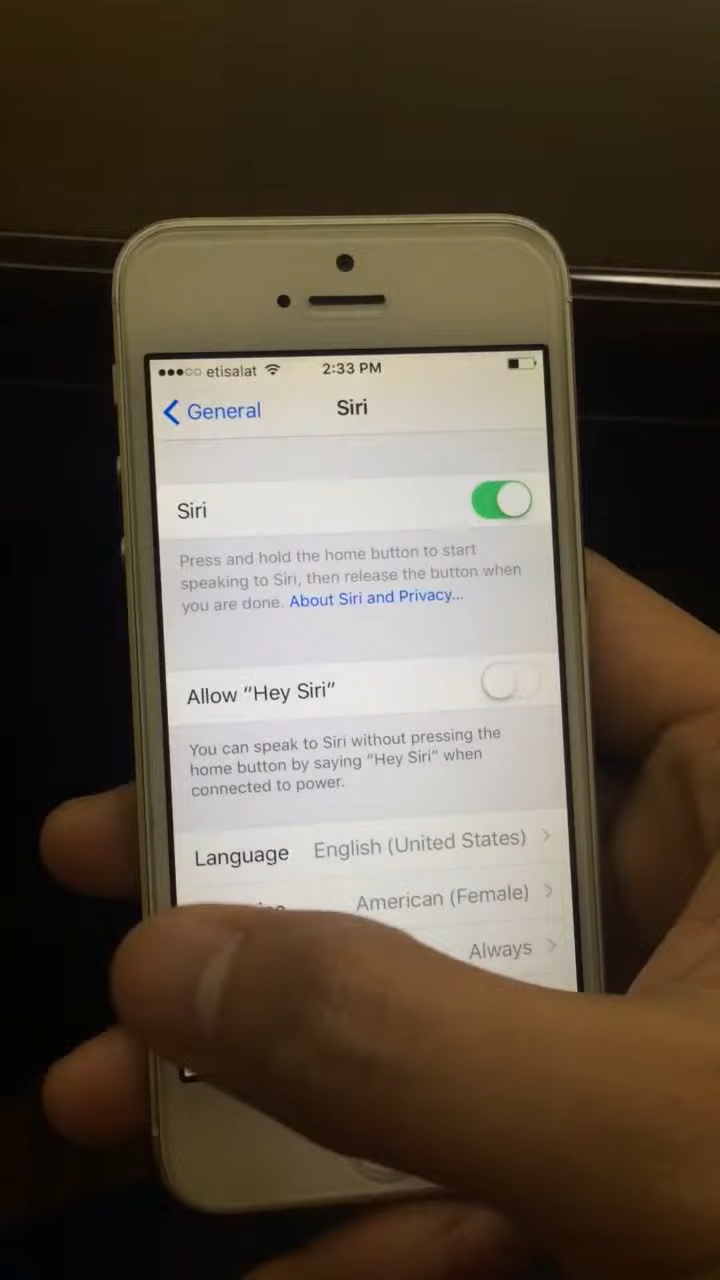 etisalat 2:33 PM
General Siri
Siri
Press and hold the home button to start
speaking to Siri, then release the button when
you are done. About Siri and Privacy...
Allow "Hey Siri"
You can speak to Siri without pressing the
home button by saying "Hey Siri" when
connected to power.
Language English (United States)
American (Female)
Always